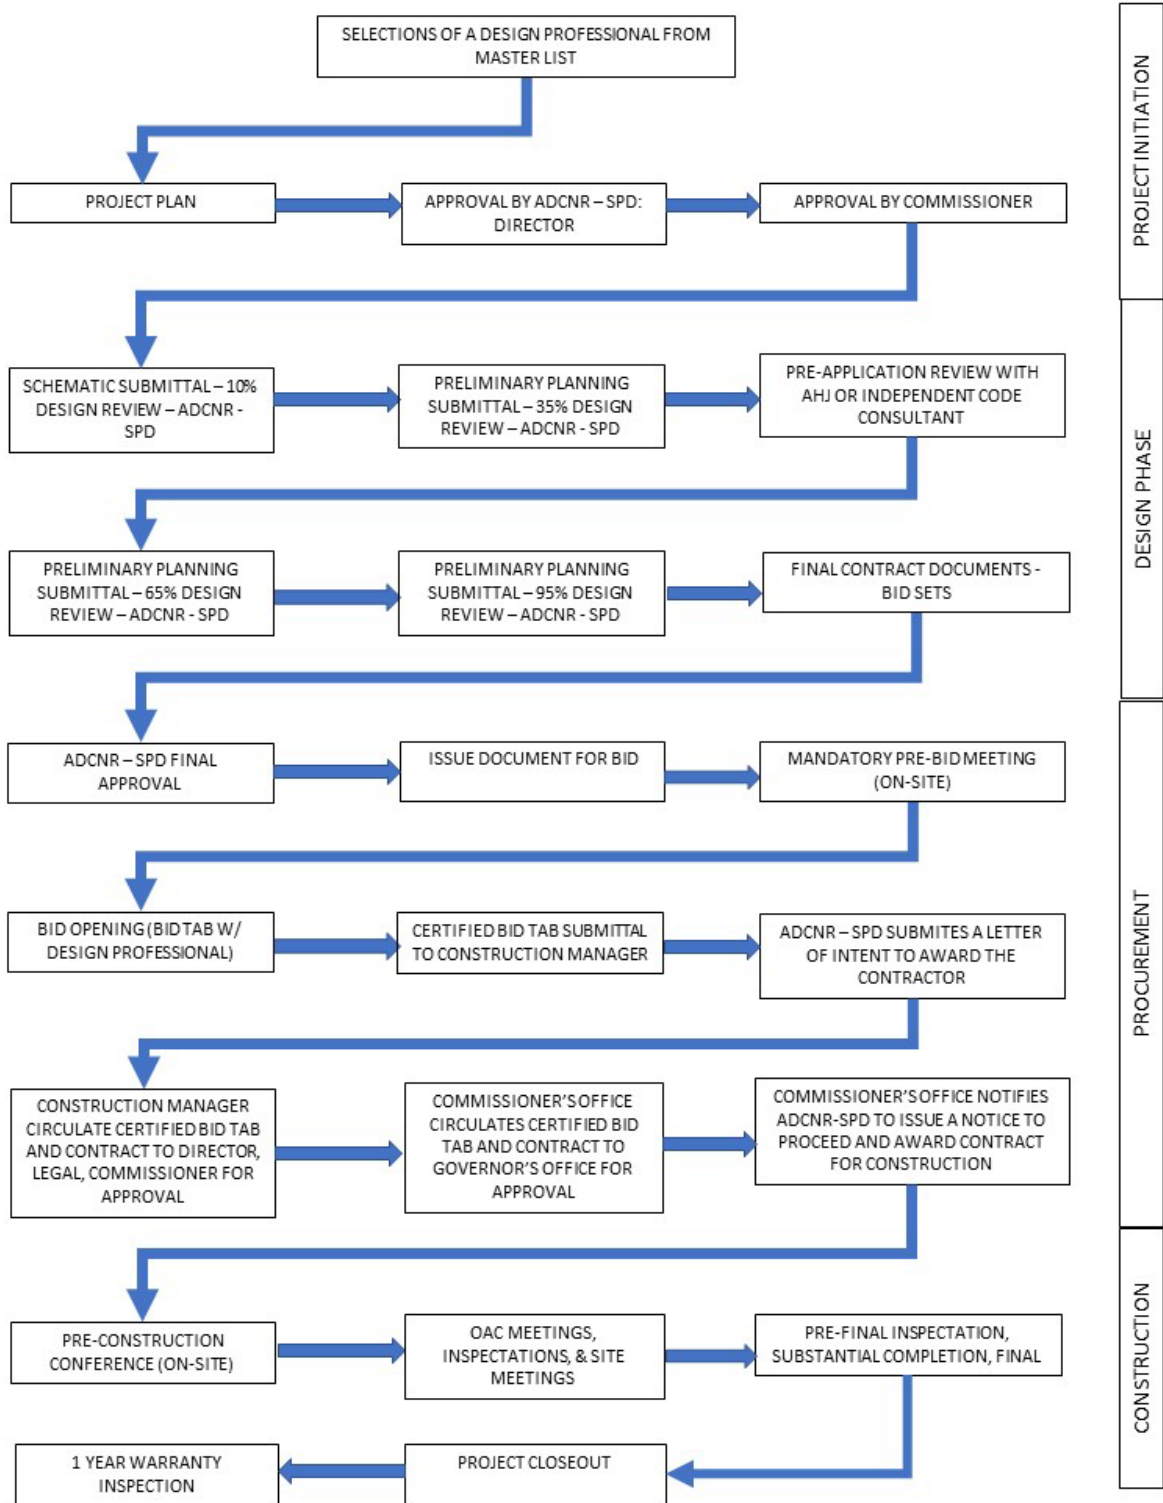 SELECTIONS OF A DESIGN PROFESSIONAL FROM
MASTER LIST
PROJECT INITIATION
PROJECT PLAN
APPROVAL BY ADCNR – SPD:
DIRECTOR
APPROVAL BY COMMISSIONER
DESIGN PHASE
SCHEMATIC SUBMITTAL – 10%
DESIGN REVIEW – ADCNR -
SPD
PRELIMINARY PLANNING
SUBMITTAL – 35% DESIGN
REVIEW – ADCNR - SPD
PRE-APPLICATION REVIEW WITH
AHJ OR INDEPENDENT CODE
CONSULTANT
PRELIMINARY PLANNING
SUBMITTAL – 65% DESIGN
REVIEW – ADCNR - SPD
PRELIMINARY PLANNING
SUBMITTAL – 95% DESIGN
REVIEW – ADCNR - SPD
FINAL CONTRACT DOCUMENTS -
BID SETS
PROCUREMENT
ADCNR – SPD FINAL
APPROVAL
ISSUE DOCUMENT FOR BID
MANDATORY PRE-BID MEETING
(ON-SITE)
BID OPENING (BID TAB W/
DESIGN PROFESSIONAL)
CERTIFIED BID TAB SUBMITTAL
TO CONSTRUCTION MANAGER
ADCNR – SPD SUBMITES A LETTER
OF INTENT TO AWARD THE
CONTRACTOR
CONSTRUCTION MANAGER
CIRCULATE CERTIFIED BID TAB
AND CONTRACT TO DIRECTOR,
LEGAL, COMMISSIONER FOR
APPROVAL
COMMISSIONER'S OFFICE
CIRCULATES CERTIFIED BID
TAB AND CONTRACT TO
GOVERNOR'S OFFICE FOR
APPROVAL
COMMISSIONER'S OFFICE NOTIFIES
ADCNR-SPD TO ISSUE A NOTICE TO
PROCEED AND AWARD CONTRACT
FOR CONSTRUCTION
CONSTRUCTION
PRE-CONSTRUCTION
CONFERENCE (ON-SITE)
OAC MEETINGS,
INSPECTATIONS, & SITE
MEETINGS
PRE-FINAL INSPECTATION,
SUBSTANTIAL COMPLETION, FINAL
1 YEAR WARRANTY
INSPECTION
PROJECT CLOSEOUT